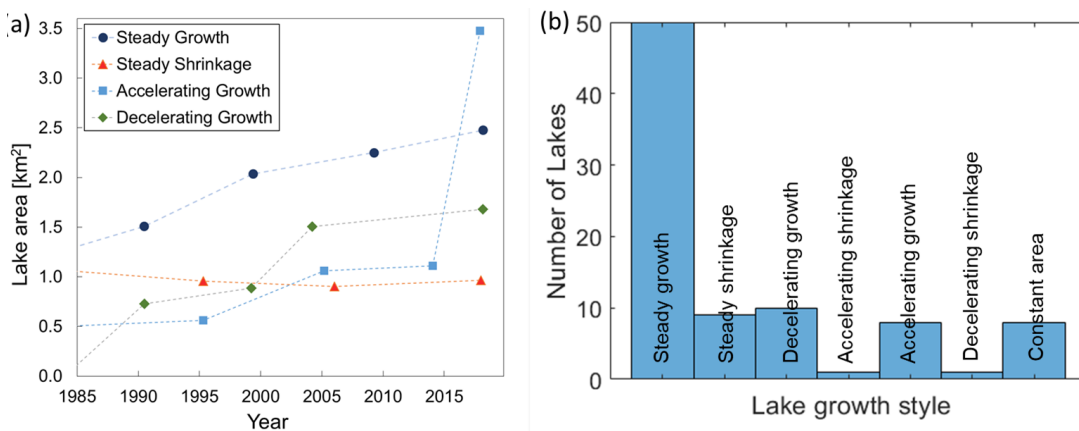 a)
Steady Growth
Steady Shrinkage
Accelerating Growth
Decelerating Growth
Lake area [km²]
3.5
3.0
2.5
2.0
1.5
1.0
0.5
0.0
1985 1990 1995 2000 2005 2010 2015
Year
(b)
Number of Lakes
50
40
30
20
10
0
Steady growth
Steady shrinkage
Decelerating growth
Accelerating shrinkage
Accelerating growth
Decelerating shrinkage
Constant area
Lake growth style